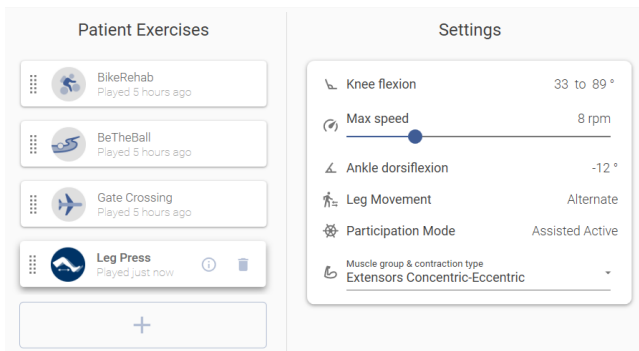 Patient Exercises
BikeRehab
Played 5 hours ago
BeTheBall
Played 5 hours ago
Gate Crossing
Played 5 hours ago
Leg Press
Played just now
Settings
Knee flexion 33 to 89 °
Max speed 8 rpm
Ankle dorsiflexion -12 °
Leg Movement Alternate
Participation Mode Assisted Active
Muscle group & contraction type
Extensors Concentric-Eccentric